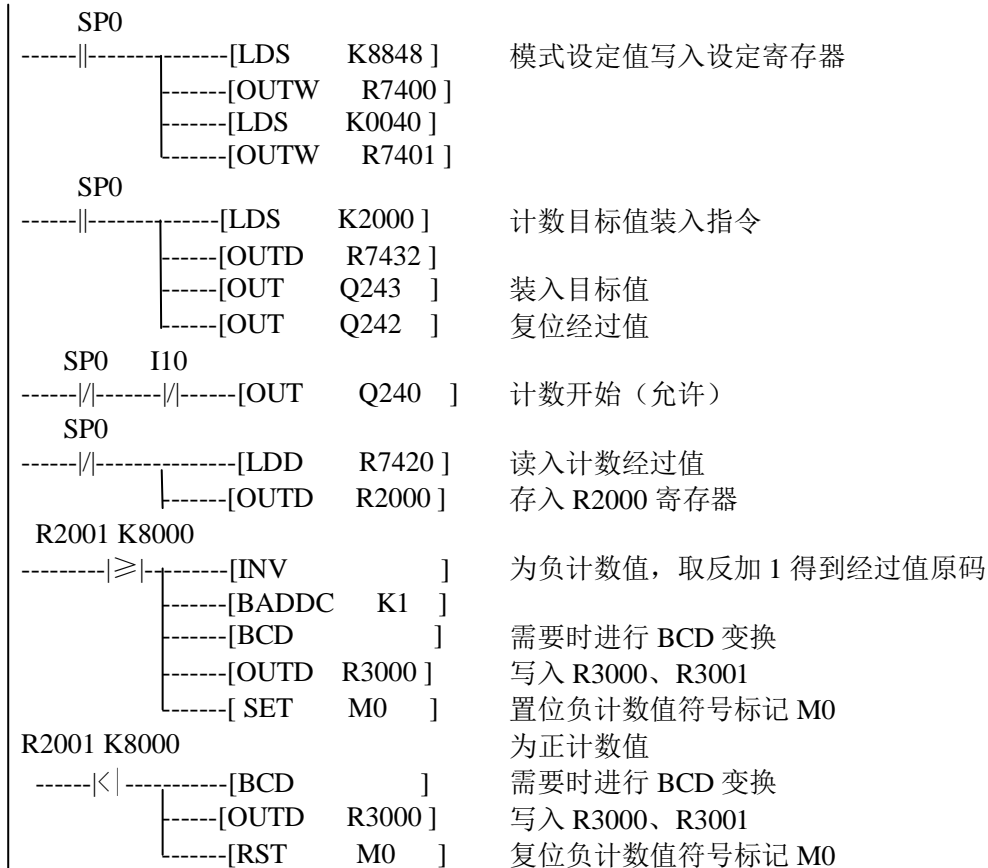 SP0
------||-----------------[LDS K8848 ] 模式设定值写入设定寄存器
-------[OUTW R7400 ]
-------[LDS K0040 ]
-------[OUTW R7401 ]
SP0
------||----------------[LDS K2000 ] 计数目标值装入指令
------[OUTD R7432 ]
------[OUT Q243 ] 装入目标值
------[OUT Q242 ] 复位经过值
SP0 I10
------|/|-------|/|------[OUT Q240 ] 计数开始（允许）
SP0
------|/|-----------------[LDD R7420 ] 读入计数经过值
-------[OUTD R2000 ] 存入 R2000 寄存器
R2001 K8000
---------|≥|---------[INV ] 为负计数值，取反加 1 得到经过值原码
-------[BADDC K1 ]
-------[BCD ] 需要时进行 BCD 变换
-------[OUTD R3000 ] 写入 R3000、R3001
-------[ SET M0 ] 置位负计数值符号标记 M0
R2001 K8000 为正计数值
------|<|-----------[BCD ] 需要时进行 BCD 变换
------[OUTD R3000 ] 写入 R3000、R3001
------[RST M0 ] 复位负计数值符号标记 M0